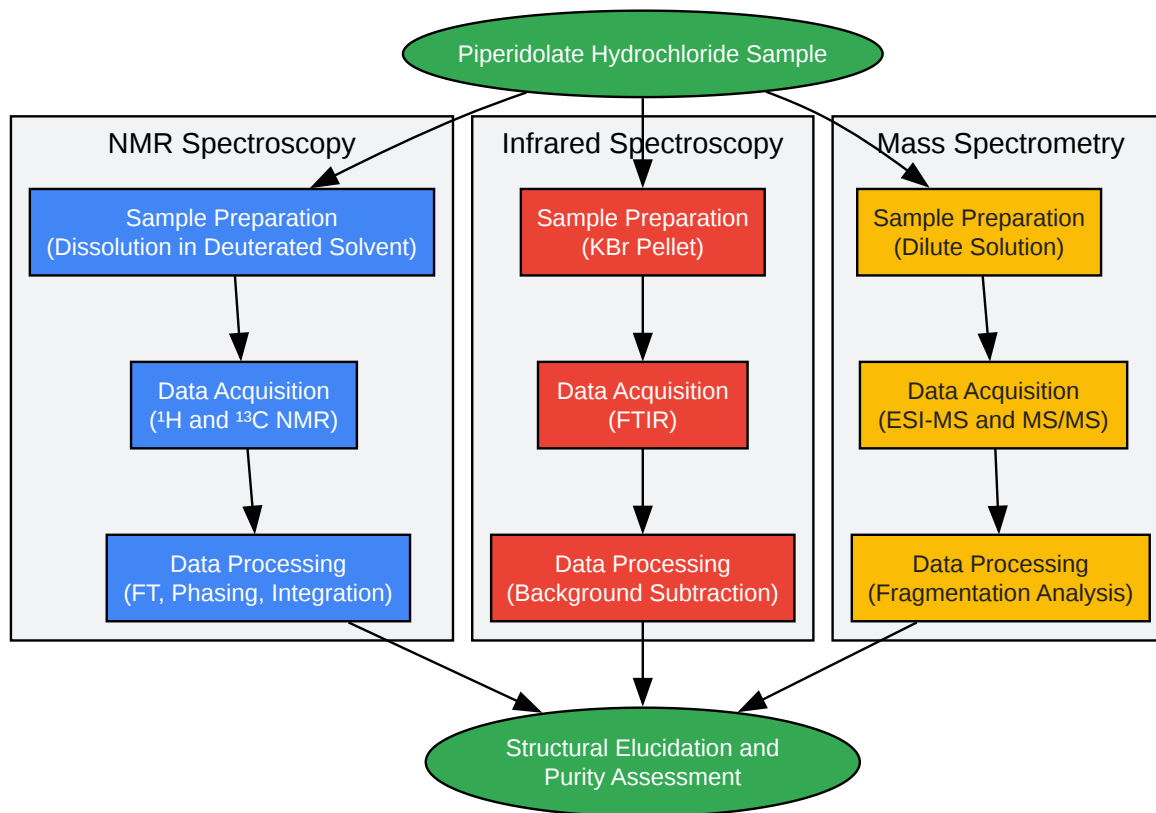 Piperidolate Hydrochloride Sample
NMR Spectroscopy
Sample Preparation
(Dissolution in Deuterated Solvent)
Data Acquisition
(¹H and ¹³C NMR)
Data Processing
(FT, Phasing, Integration)
Infrared Spectroscopy
Sample Preparation
(KBr Pellet)
Data Acquisition
(FTIR)
Data Processing
(Background Subtraction)
Mass Spectrometry
Sample Preparation
(Dilute Solution)
Data Acquisition
(ESI-MS and MS/MS)
Data Processing
(Fragmentation Analysis)
Structural Elucidation and
Purity Assessment